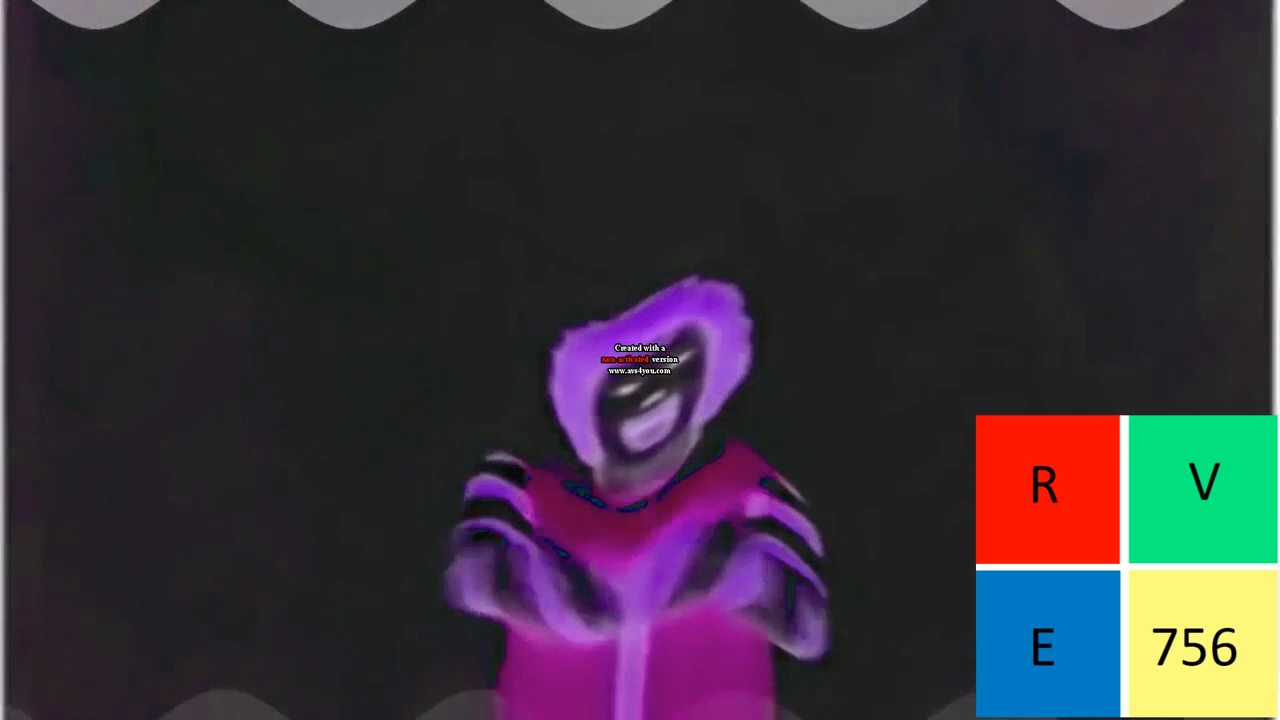 Created with a
non-activated version
www.avs4you.com
R V
E 756